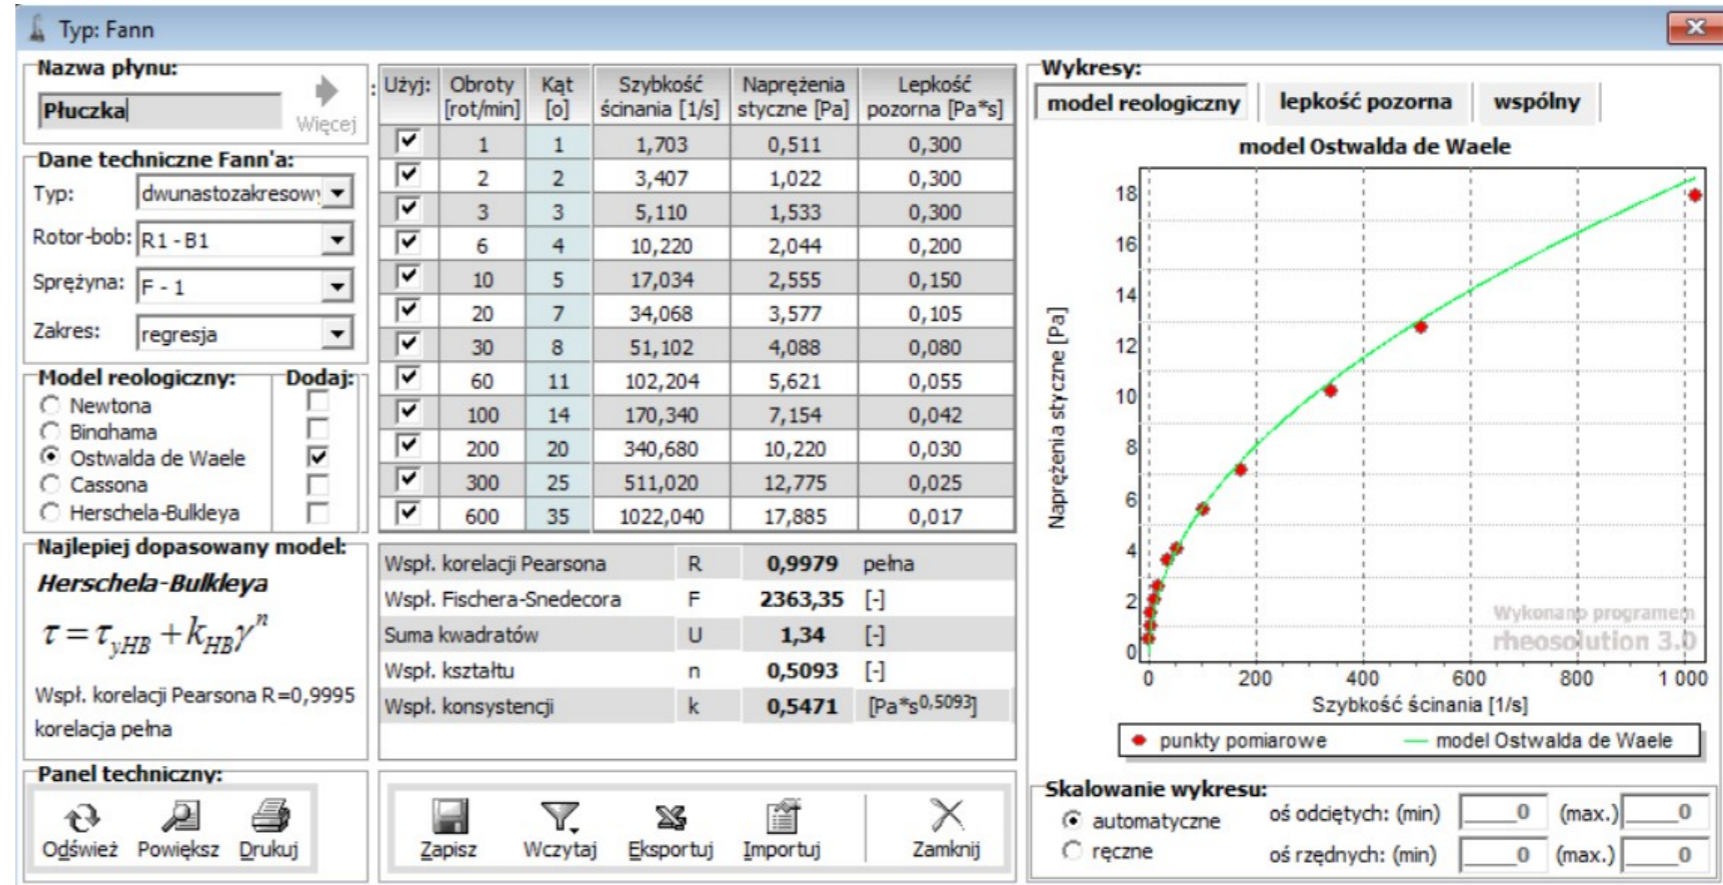 Typ: Fann
Nazwa płynu:
Płuczka
Więcej
Dane techniczne Fann'a:
Typ: dwunastozakresowy
Rotor-bob: R1 - B1
Sprężyna: F - 1
Zakres: regresja
Model reologiczny: Dodaj:
Newtona
Binghama
Ostwalda de Waele
Cassona
Herschela-Bulkleya
Najlepiej dopasowany model:
Herschela-Bulkleya
τ = τyHB + kHBγ^n
Wspł. korelacji Pearsona R=0,9995
korelacja pełna
Panel techniczny:
Odśwież Powiększ Drukuj
: Użyj: Obroty [rot/min] Kąt [o] Szybkość ścinania [1/s] Naprężenia styczne [Pa] Lepkość pozorna [Pa*s]
1 1 1,703 0,511 0,300
2 2 3,407 1,022 0,300
3 3 5,110 1,533 0,300
6 4 10,220 2,044 0,200
10 5 17,034 2,555 0,150
20 7 34,068 3,577 0,105
30 8 51,102 4,088 0,080
60 11 102,204 5,621 0,055
100 14 170,340 7,154 0,042
200 20 340,680 10,220 0,030
300 25 511,020 12,775 0,025
600 35 1022,040 17,885 0,017
Wspł. korelacji Pearsona R 0,9979 pełna
Wspł. Fischera-Snedecora F 2363,35 [-]
Suma kwadratów U 1,34 [-]
Wspł. kształtu n 0,5093 [-]
Wspł. konsystencji k 0,5471 [Pa*s^0,5093]
Zapisz Wczytaj Eksportuj Importuj Zamknij
Wykresy:
model reologiczny lepkość pozorna wspólny
model Ostwalda de Waele
Naprężenia styczne [Pa]
18
16
14
12
10
8
6
4
2
0
Wykonano programem
rheosolution 3.0
0 200 400 600 800 1 000
Szybkość ścinania [1/s]
punkty pomiarowe model Ostwalda de Waele
Skalowanie wykresu:
automatyczne oś odciętych: (min) 0 (max.) 0
ręczne oś rzędnych: (min) 0 (max.) 0